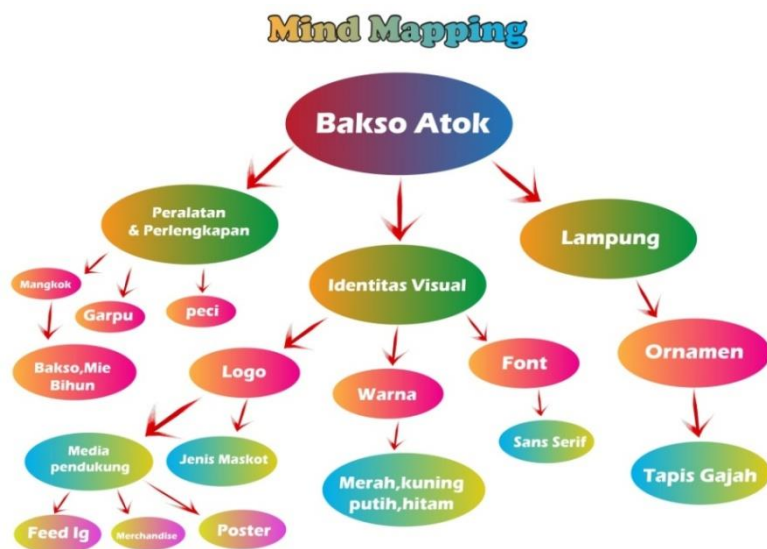 Mind Mapping
Bakso Atok
Peralatan
& Perlengkapan
Lampung
Identitas Visual
Mangkok
Garpu
peci
Bakso,Mie
Bihun
Logo
Warna
Font
Ornamen
Media
pendukung
Jenis Maskot
Merah,kuning
putih,hitam
Sans Serif
Tapis Gajah
Feed Ig
Merchandise
Poster